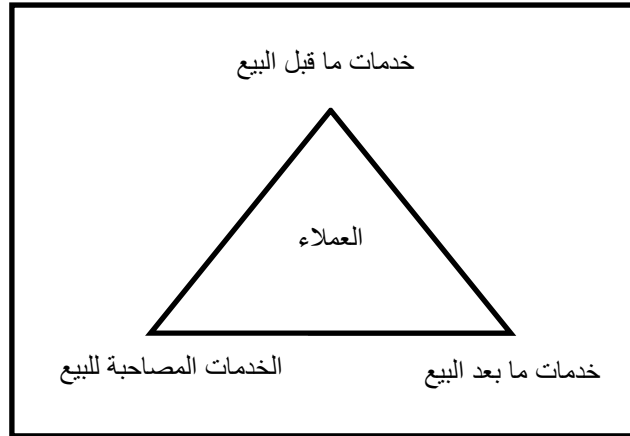 خدمات ما قبل البيع
العملاء
خدمات ما بعد البيع
الخدمات المصاحبة للبيع